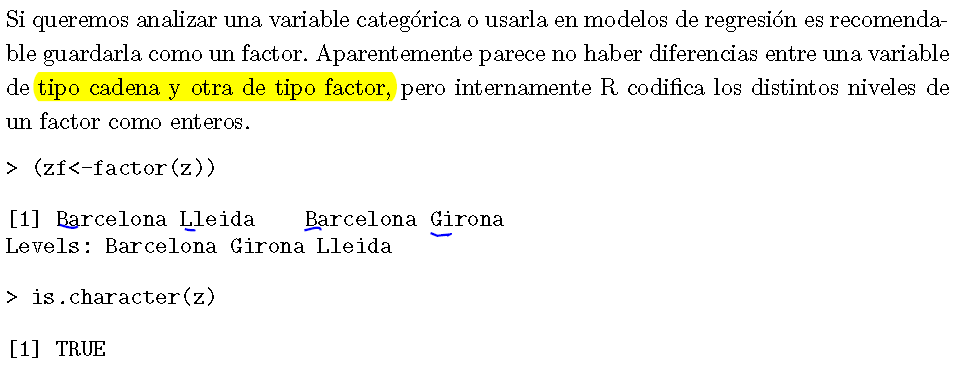 Si queremos analizar una variable categórica o usarla en modelos de regresión es recomenda-
ble guardarla como un factor. Aparentemente parece no haber diferencias entre una variable
de tipo cadena y otra de tipo factor, pero internamente R codifica los distintos niveles de
un factor como enteros.
> (zf<-factor(z))
[1] Barcelona Lleida    Barcelona Girona
Levels: Barcelona Girona Lleida
> is.character(z)
[1] TRUE